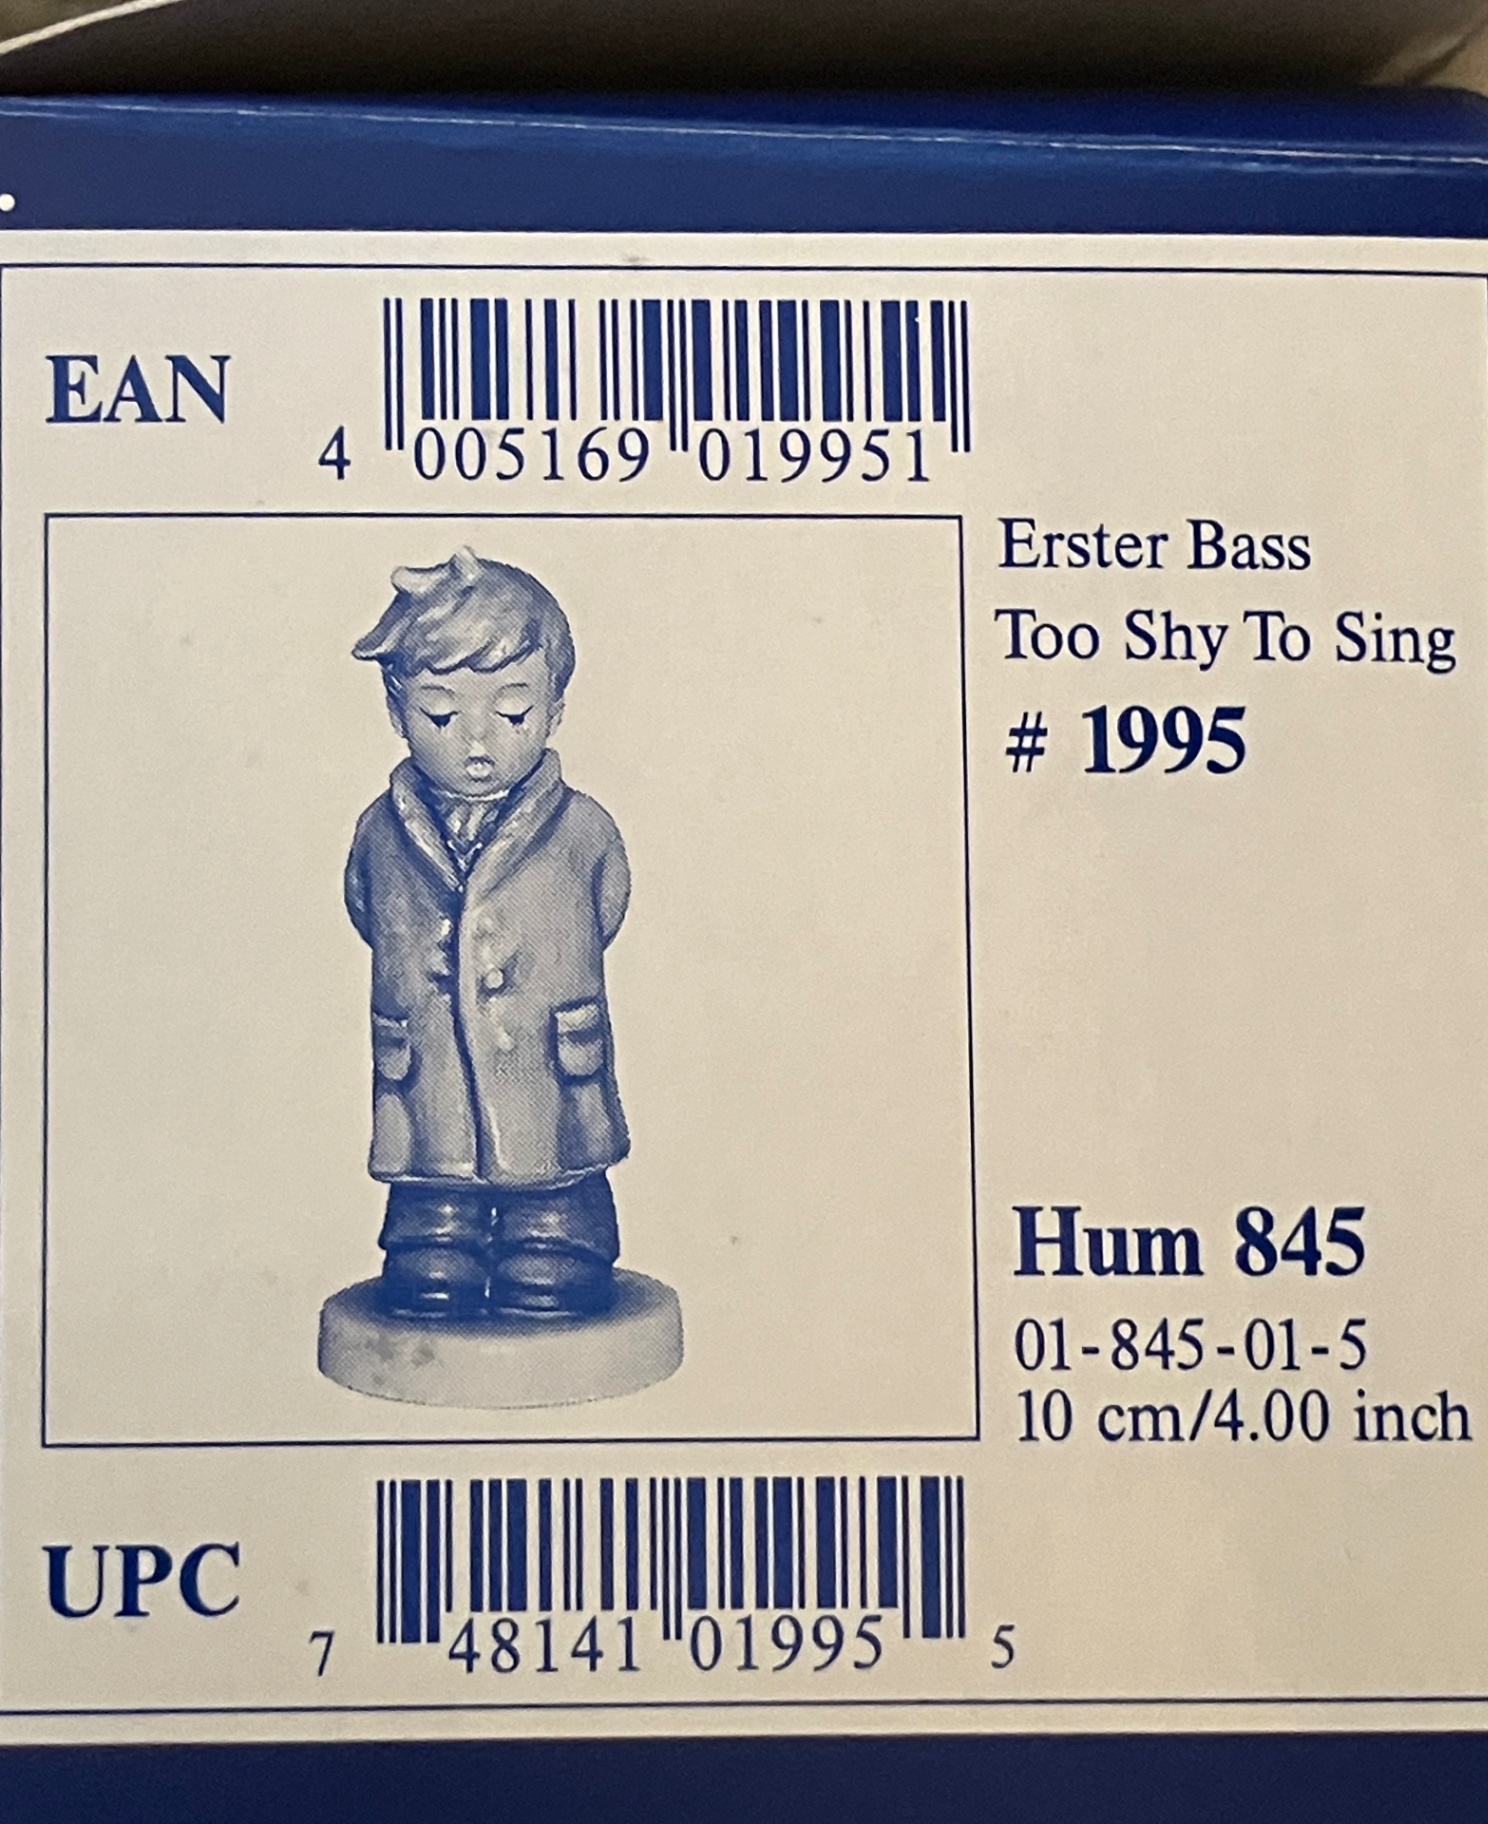 EAN
4 005169 019951
Erster Bass
Too Shy To Sing
# 1995
Hum 845
01-845-01-5
10 cm/4.00 inch
UPC
7 48141 01995 5